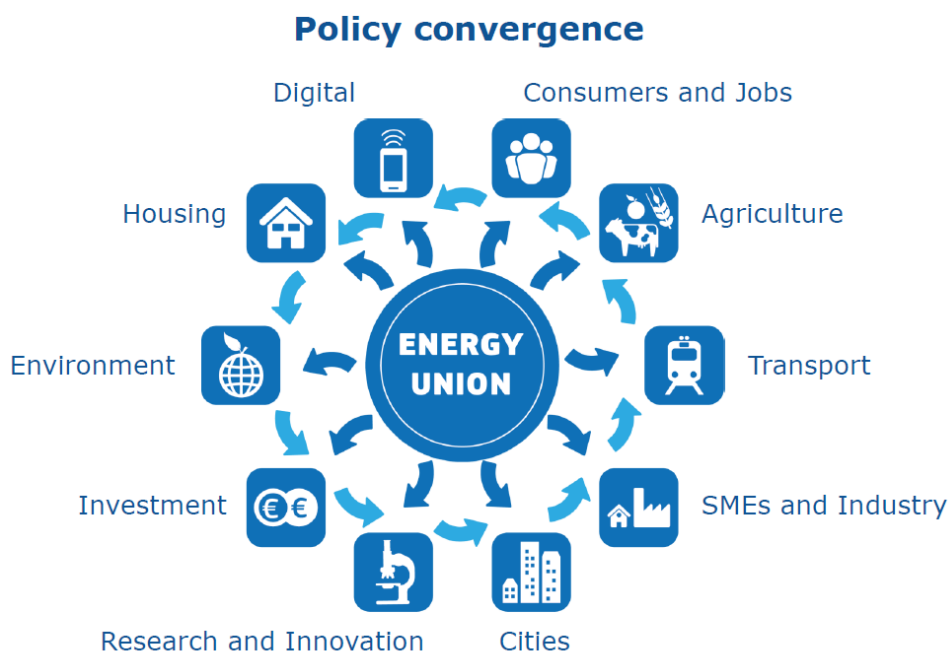 Policy convergence
Digital
Consumers and Jobs
Housing
Agriculture
ENERGY
UNION
Environment
Transport
Investment
€ €
SMEs and Industry
Research and Innovation
Cities